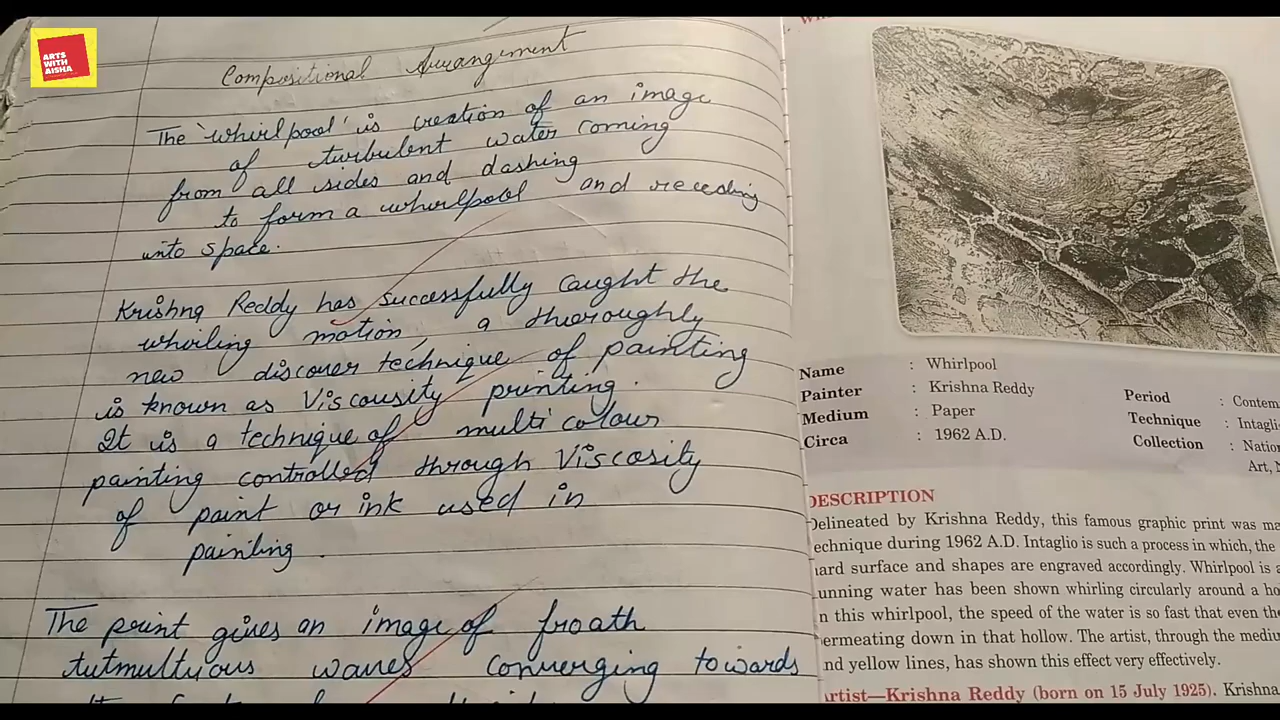 ARTS
WITH
AISHA
Compositional Arrangement
The 'whirlpool' is creation of an image
of turbulent water coming
from all sides and dashing
to form a whirlpool and receding
into space.
Krishna Reddy has successfully caught the
whirling motion, a thoroughly
new discover technique of painting
is known as Viscousity printing.
It is a technique of multi colour
painting controlled through Viscosity
of paint or ink used in
painting.
The print gives an image of froath
tutmultuous waves converging towards
Name : Whirlpool
Painter : Krishna Reddy
Medium : Paper
Circa : 1962 A.D.
Period : Contem
Technique : Intagli
Collection : Natio
Art, N
DESCRIPTION
Delineated by Krishna Reddy, this famous graphic print was ma
echnique during 1962 A.D. Intaglio is such a process in which, the
ard surface and shapes are engraved accordingly. Whirlpool is a
unning water has been shown whirling circularly around a ho
n this whirlpool, the speed of the water is so fast that even th
ermeating down in that hollow. The artist, through the mediu
nd yellow lines, has shown this effect very effectively.
Artist—Krishna Reddy (born on 15 July 1925). Krishna